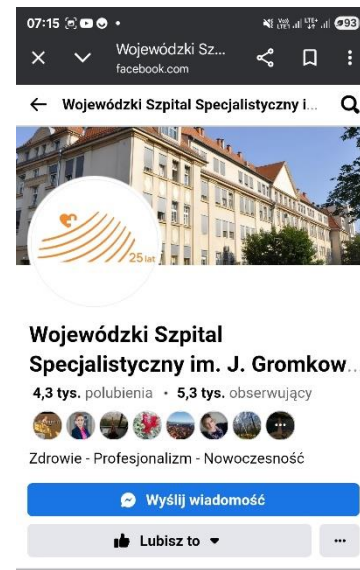 07:15
93
Wojewódzki Sz...
facebook.com
Wojewódzki Szpital Specjalistyczny i...
25 lat
Wojewódzki Szpital
Specjalistyczny im. J. Gromkow...
4,3 tys. polubienia • 5,3 tys. obserwujący
Zdrowie - Profesjonalizm - Nowoczesność
Wyślij wiadomość
Lubisz to